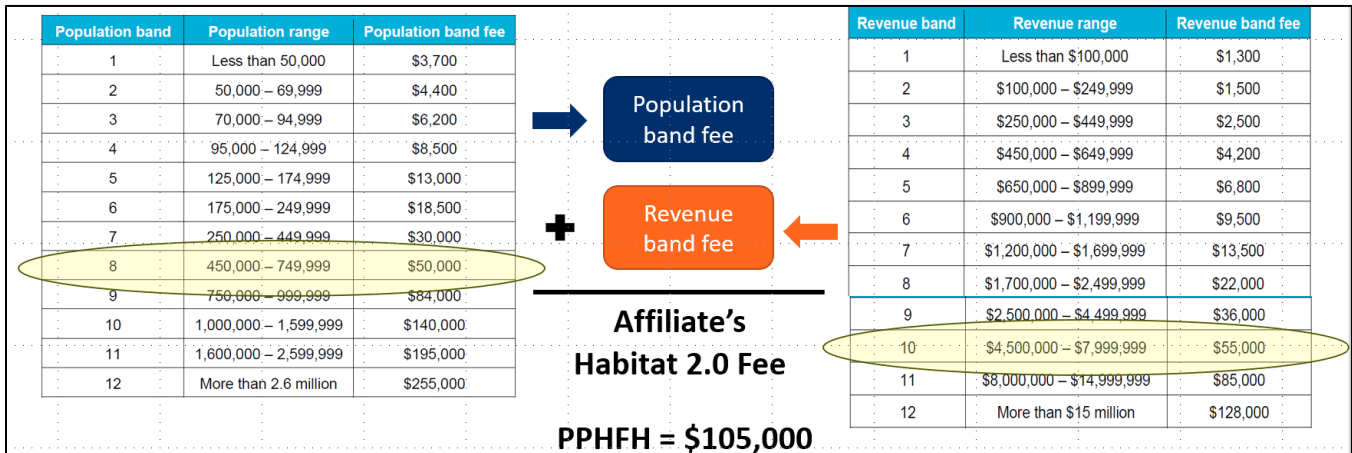 Population band Population range Population band fee
1 Less than 50,000 $3,700
2 50,000 – 69,999 $4,400
3 70,000 – 94,999 $6,200
4 95,000 – 124,999 $8,500
5 125,000 – 174,999 $13,000
6 175,000 – 249,999 $18,500
7 250,000 – 449,999 $30,000
8 450,000 – 749,999 $50,000
9 750,000 – 999,999 $84,000
10 1,000,000 – 1,599,999 $140,000
11 1,600,000 – 2,599,999 $195,000
12 More than 2.6 million $255,000
Population
band fee
+
Revenue
band fee
Affiliate's
Habitat 2.0 Fee
PPHFH = $105,000
Revenue band Revenue range Revenue band fee
1 Less than $100,000 $1,300
2 $100,000 – $249,999 $1,500
3 $250,000 – $449,999 $2,500
4 $450,000 – $649,999 $4,200
5 $650,000 – $899,999 $6,800
6 $900,000 – $1,199,999 $9,500
7 $1,200,000 – $1,699,999 $13,500
8 $1,700,000 – $2,499,999 $22,000
9 $2,500,000 – $4,499,999 $36,000
10 $4,500,000 – $7,999,999 $55,000
11 $8,000,000 – $14,999,999 $85,000
12 More than $15 million $128,000